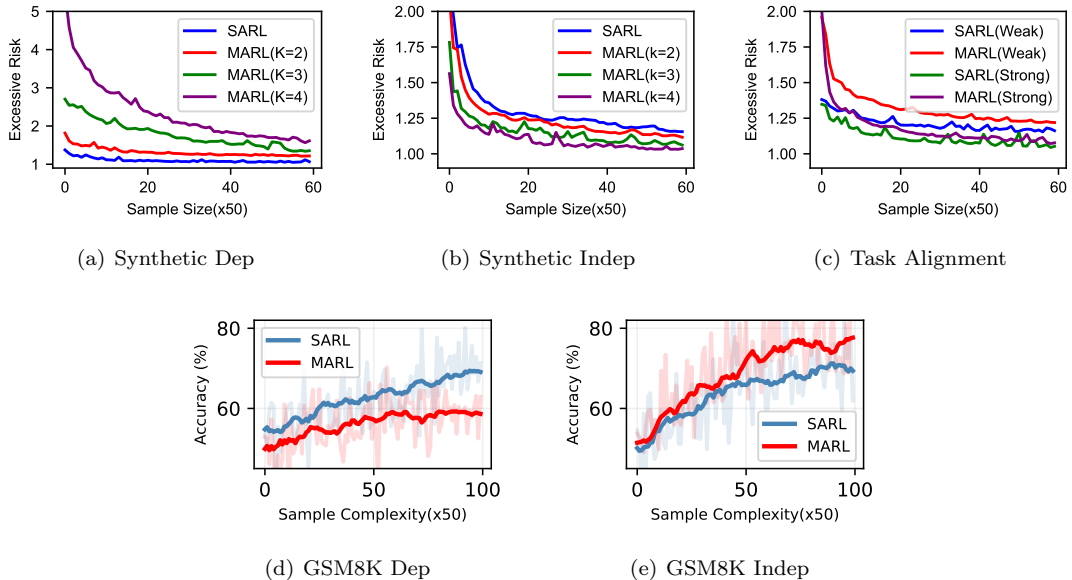 5
4
3
2
1
Excessive Risk
SARL
MARL(K=2)
MARL(K=3)
MARL(K=4)
0
20
40
60
Sample Size(x50)
(a) Synthetic Dep
2.00
1.75
1.50
1.25
1.00
Excessive Risk
SARL
MARL(k=2)
MARL(k=3)
MARL(k=4)
0
20
40
60
Sample Size(x50)
(b) Synthetic Indep
2.00
1.75
1.50
1.25
1.00
Excessive Risk
SARL(Weak)
MARL(Weak)
SARL(Strong)
MARL(Strong)
0
20
40
60
Sample Size(x50)
(c) Task Alignment
80
60
Accuracy (%)
SARL
MARL
0
50
100
Sample Complexity(x50)
(d) GSM8K Dep
80
60
Accuracy (%)
SARL
MARL
0
50
100
Sample Complexity(x50)
(e) GSM8K Indep